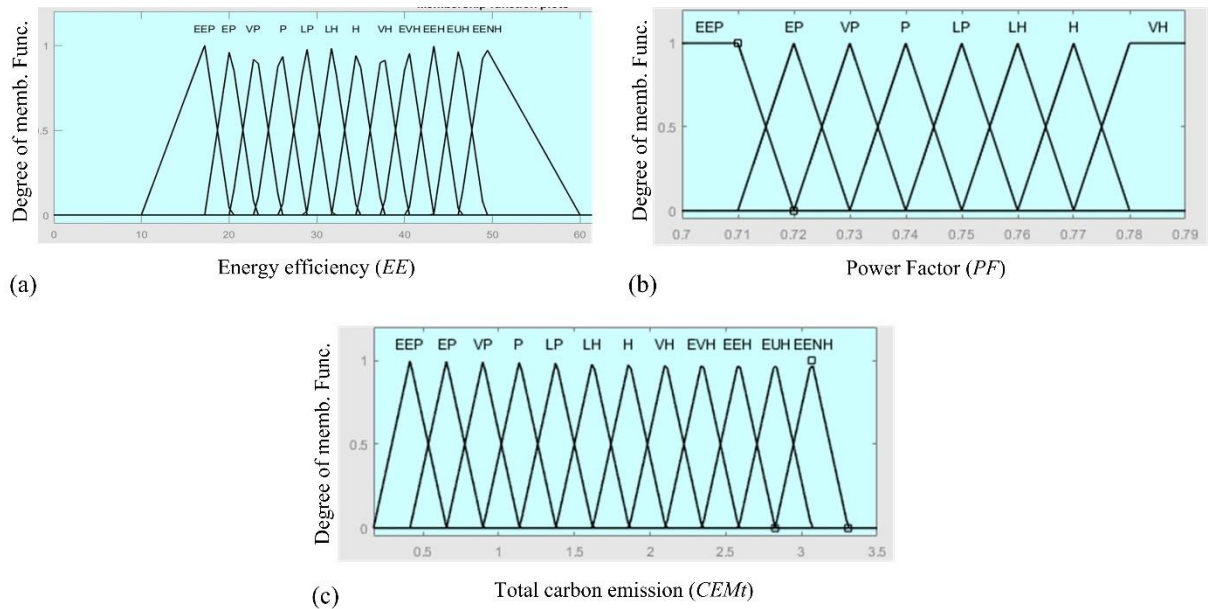 Membership function plots
EEP EP VP P LP LH H VH EVH EEH EUH EENH
1
0.5
0
0 10 20 30 40 50 60
Degree of memb. Func.
Energy efficiency (EE)
(a)
EEP EP VP P LP LH H VH
1
0.5
0
0.7 0.71 0.72 0.73 0.74 0.75 0.76 0.77 0.78 0.79
Degree of memb. Func.
Power Factor (PF)
(b)
EEP EP VP P LP LH H VH EVH EEH EUH EENH
1
0.5
0
0.5 1 1.5 2 2.5 3 3.5
Degree of memb. Func.
Total carbon emission (CEMt)
(c)